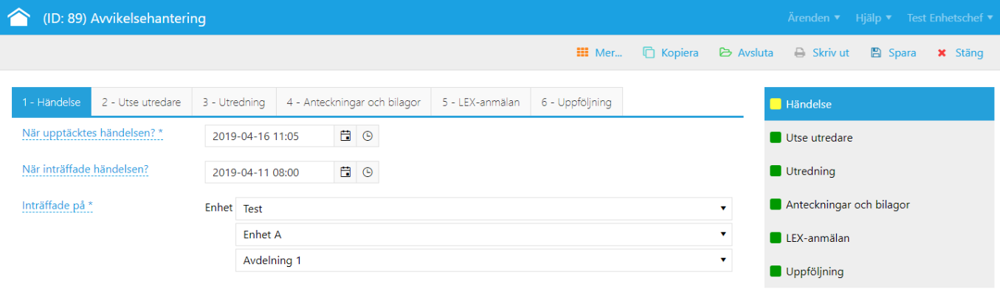 (ID: 89) Avvikelsehantering Ärenden Hjälp Test Enhetschef
Mer... Kopiera Avsluta Skriv ut Spara Stäng
1 - Händelse 2 - Utse utredare 3 - Utredning 4 - Anteckningar och bilagor 5 - LEX-anmälan 6 - Uppföljning
När upptäcktes händelsen? * 2019-04-16 11:05
När inträffade händelsen? 2019-04-11 08:00
Inträffade på * Enhet Test
Enhet A
Avdelning 1
Händelse
Utse utredare
Utredning
Anteckningar och bilagor
LEX-anmälan
Uppföljning